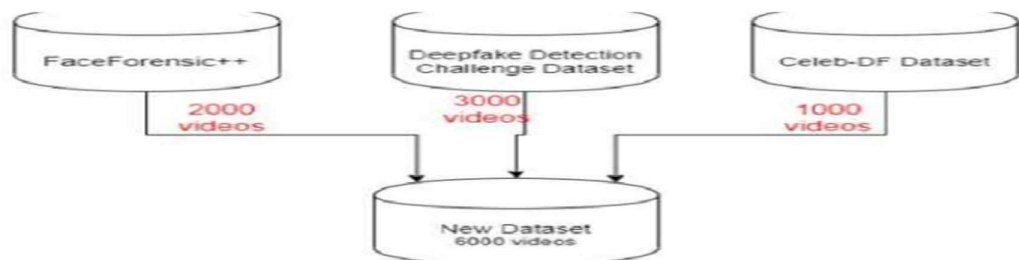 FaceForensic++
Deepfake Detection
Challenge Dataset
Celeb-DF Dataset
2000
videos
3000
videos
1000
videos
New Dataset
6000 videos